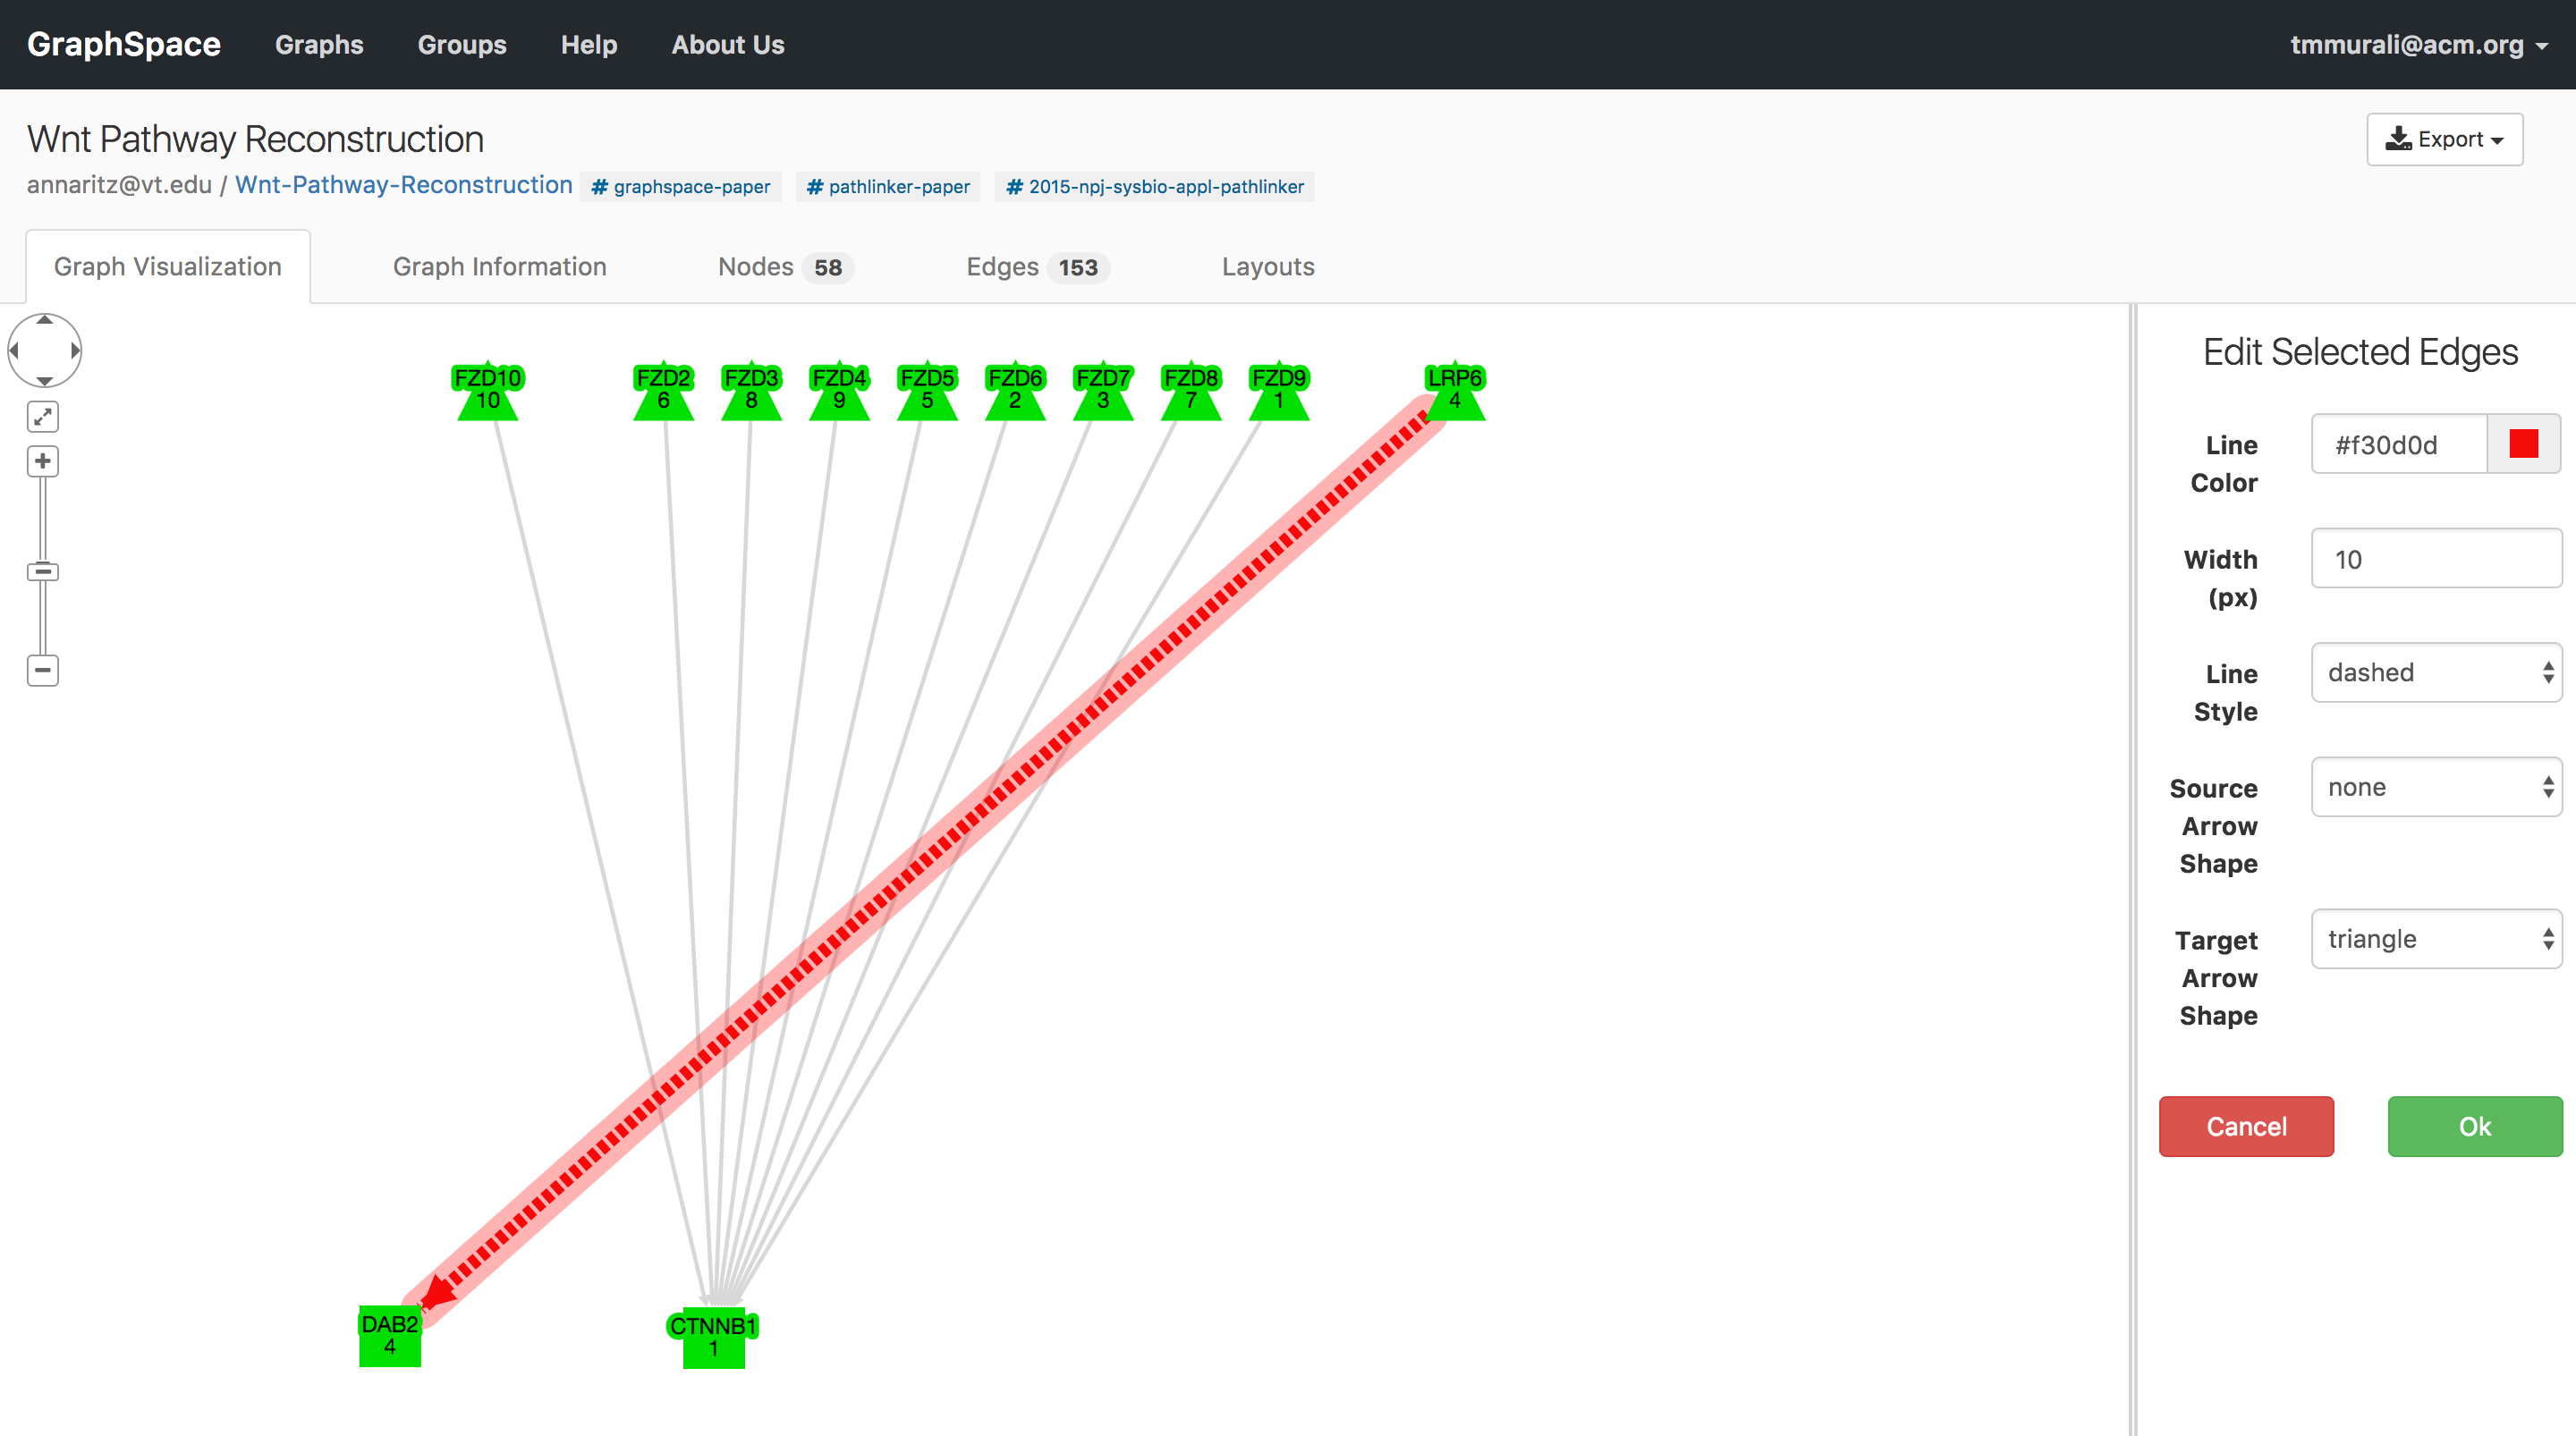 GraphSpace Graphs Groups Help About Us tmmurali@acm.org
Wnt Pathway Reconstruction Export
annaritz@vt.edu / Wnt-Pathway-Reconstruction # graphspace-paper # pathlinker-paper # 2015-npj-sysbio-appl-pathlinker
Graph Visualization Graph Information Nodes 58 Edges 153 Layouts
FZD10 FZD2 FZD3 FZD4 FZD5 FZD6 FZD7 FZD8 FZD9 LRP6
10 6 8 9 5 2 3 7 1 4
DAB2 CTNNB1
4 1
Edit Selected Edges
Line
Color
#f30d0d
Width
(px)
10
Line
Style
dashed
Source
Arrow
Shape
none
Target
Arrow
Shape
triangle
Cancel Ok